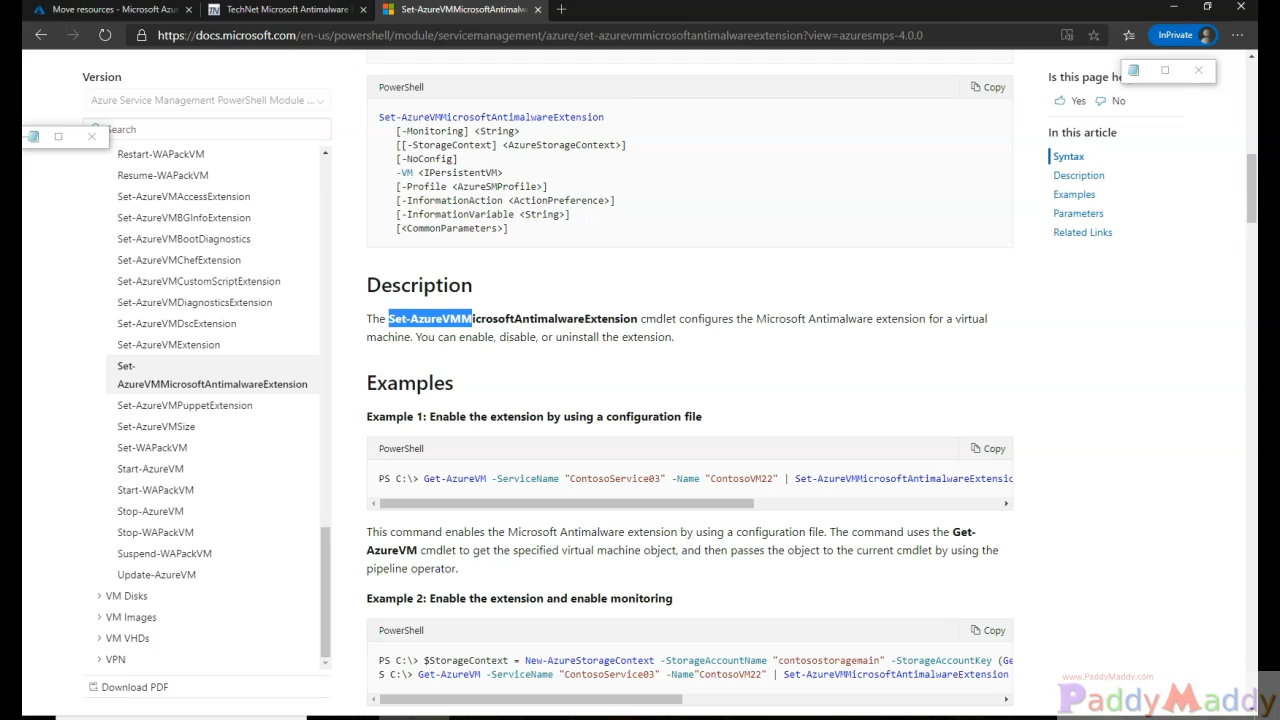 Move resources - Microsoft Azu
TechNet Microsoft Antimalware
Set-AzureVMMicrosoftAntimalwa
https://docs.microsoft.com/en-us/powershell/module/servicemanagement/azure/set-azurevmmicrosoftantimalwareextension?view=azuresmps-4.0.0
InPrivate
Version
Azure Service Management PowerShell Module ...
earch
Restart-WAPackVM
Resume-WAPackVM
Set-AzureVMAccessExtension
Set-AzureVMBGInfoExtension
Set-AzureVMBootDiagnostics
Set-AzureVMChefExtension
Set-AzureVMCustomScriptExtension
Set-AzureVMDiagnosticsExtension
Set-AzureVMDscExtension
Set-AzureVMExtension
Set-
AzureVMMicrosoftAntimalwareExtension
Set-AzureVMPuppetExtension
Set-AzureVMSize
Set-WAPackVM
Start-AzureVM
Start-WAPackVM
Stop-AzureVM
Stop-WAPackVM
Suspend-WAPackVM
Update-AzureVM
VM Disks
VM Images
VM VHDs
VPN
Download PDF
PowerShell
Copy
Set-AzureVMMicrosoftAntimalwareExtension
[-Monitoring] <String>
[[-StorageContext] <AzureStorageContext>]
[-NoConfig]
-VM <IPersistentVM>
[-Profile <AzureSMProfile>]
[-InformationAction <ActionPreference>]
[-InformationVariable <String>]
[<CommonParameters>]
Description
The Set-AzureVMMicrosoftAntimalwareExtension cmdlet configures the Microsoft Antimalware extension for a virtual
machine. You can enable, disable, or uninstall the extension.
Examples
Example 1: Enable the extension by using a configuration file
PowerShell
Copy
PS C:\> Get-AzureVM -ServiceName "ContosoService03" -Name "ContosoVM22" | Set-AzureVMMicrosoftAntimalwareExtensio
This command enables the Microsoft Antimalware extension by using a configuration file. The command uses the Get-
AzureVM cmdlet to get the specified virtual machine object, and then passes the object to the current cmdlet by using the
pipeline operator.
Example 2: Enable the extension and enable monitoring
PowerShell
Copy
PS C:\> $StorageContext = New-AzureStorageContext -StorageAccountName "contosostoragemain" -StorageAccountKey (Ge
S C:\> Get-AzureVM -ServiceName "ContosoService03" -Name"ContosoVM22" | Set-AzureVMMicrosoftAntimalwareExtension
Is this page he
Yes
No
In this article
Syntax
Description
Examples
Parameters
Related Links
www.PaddyMaddy.com
PaddyMaddy